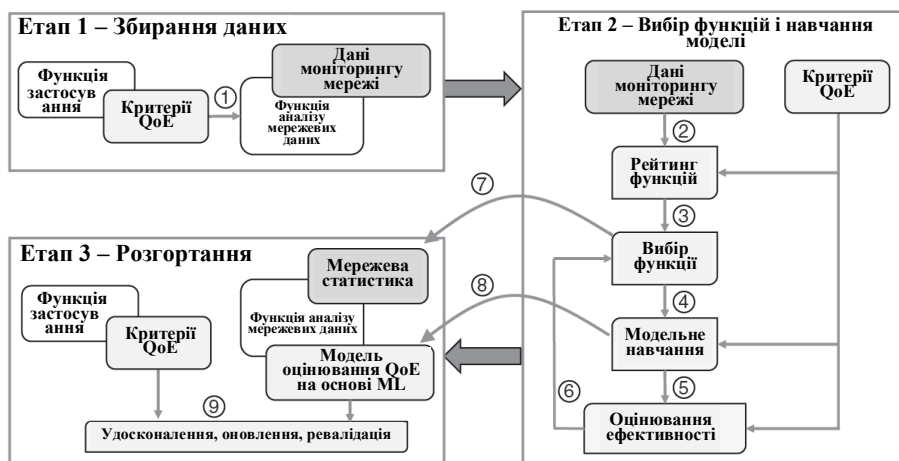 Етап 1 – Збирання даних
Функція
застосув
ання
Критерії
QoE
①
Дані
моніторингу
мережі
Функція
аналізу
мережевих
даних
Етап 2 – Вибір функцій і навчання
моделі
Дані
моніторингу
мережі
Критерії
QoE
②
Рейтинг
функцій
③
Вибір
функції
④
Модельне
навчання
⑤
⑥
Оцінювання
ефективності
⑦
⑧
Етап 3 – Розгортання
Функція
застосув
ання
Критерії
QoE
Мережева
статистика
Функція аналізу
мережевих даних
Модель
оцінювання QoE
на основі ML
⑨
Удосконалення, оновлення, ревалідація